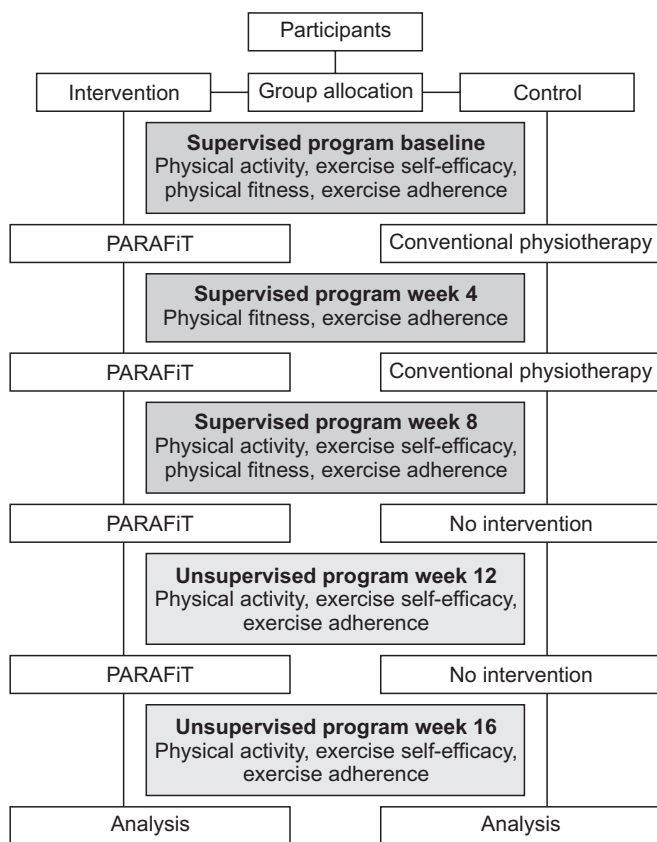 Participants
Intervention
Group allocation
Control
Supervised program baseline
Physical activity, exercise self-efficacy,
physical fitness, exercise adherence
PARAFiT
Conventional physiotherapy
Supervised program week 4
Physical fitness, exercise adherence
PARAFiT
Conventional physiotherapy
Supervised program week 8
Physical activity, exercise self-efficacy,
physical fitness, exercise adherence
PARAFiT
No intervention
Unsupervised program week 12
Physical activity, exercise self-efficacy,
exercise adherence
PARAFiT
No intervention
Unsupervised program week 16
Physical activity, exercise self-efficacy,
exercise adherence
Analysis
Analysis